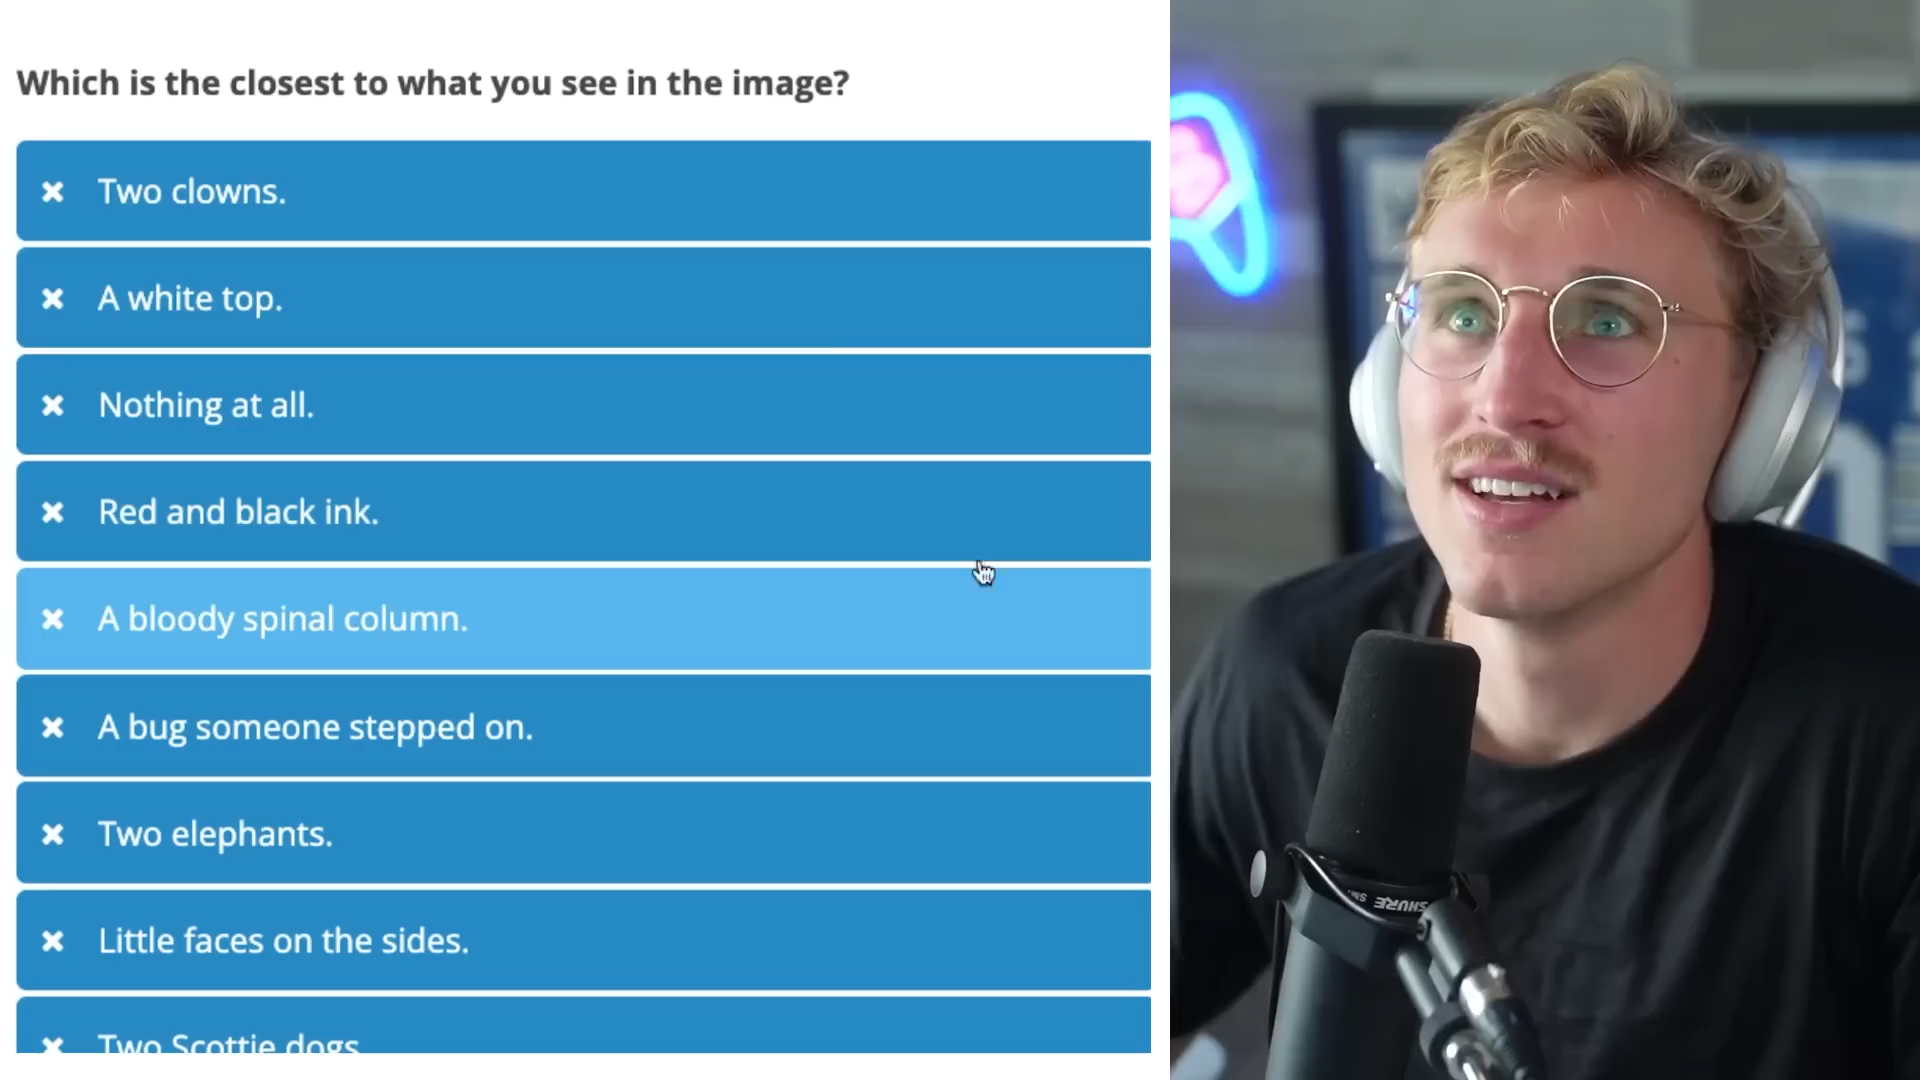 Which is the closest to what you see in the image?
Two clowns.
A white top.
Nothing at all.
Red and black ink.
A bloody spinal column.
A bug someone stepped on.
Two elephants.
Little faces on the sides.
Two Scottie dogs
SHURE